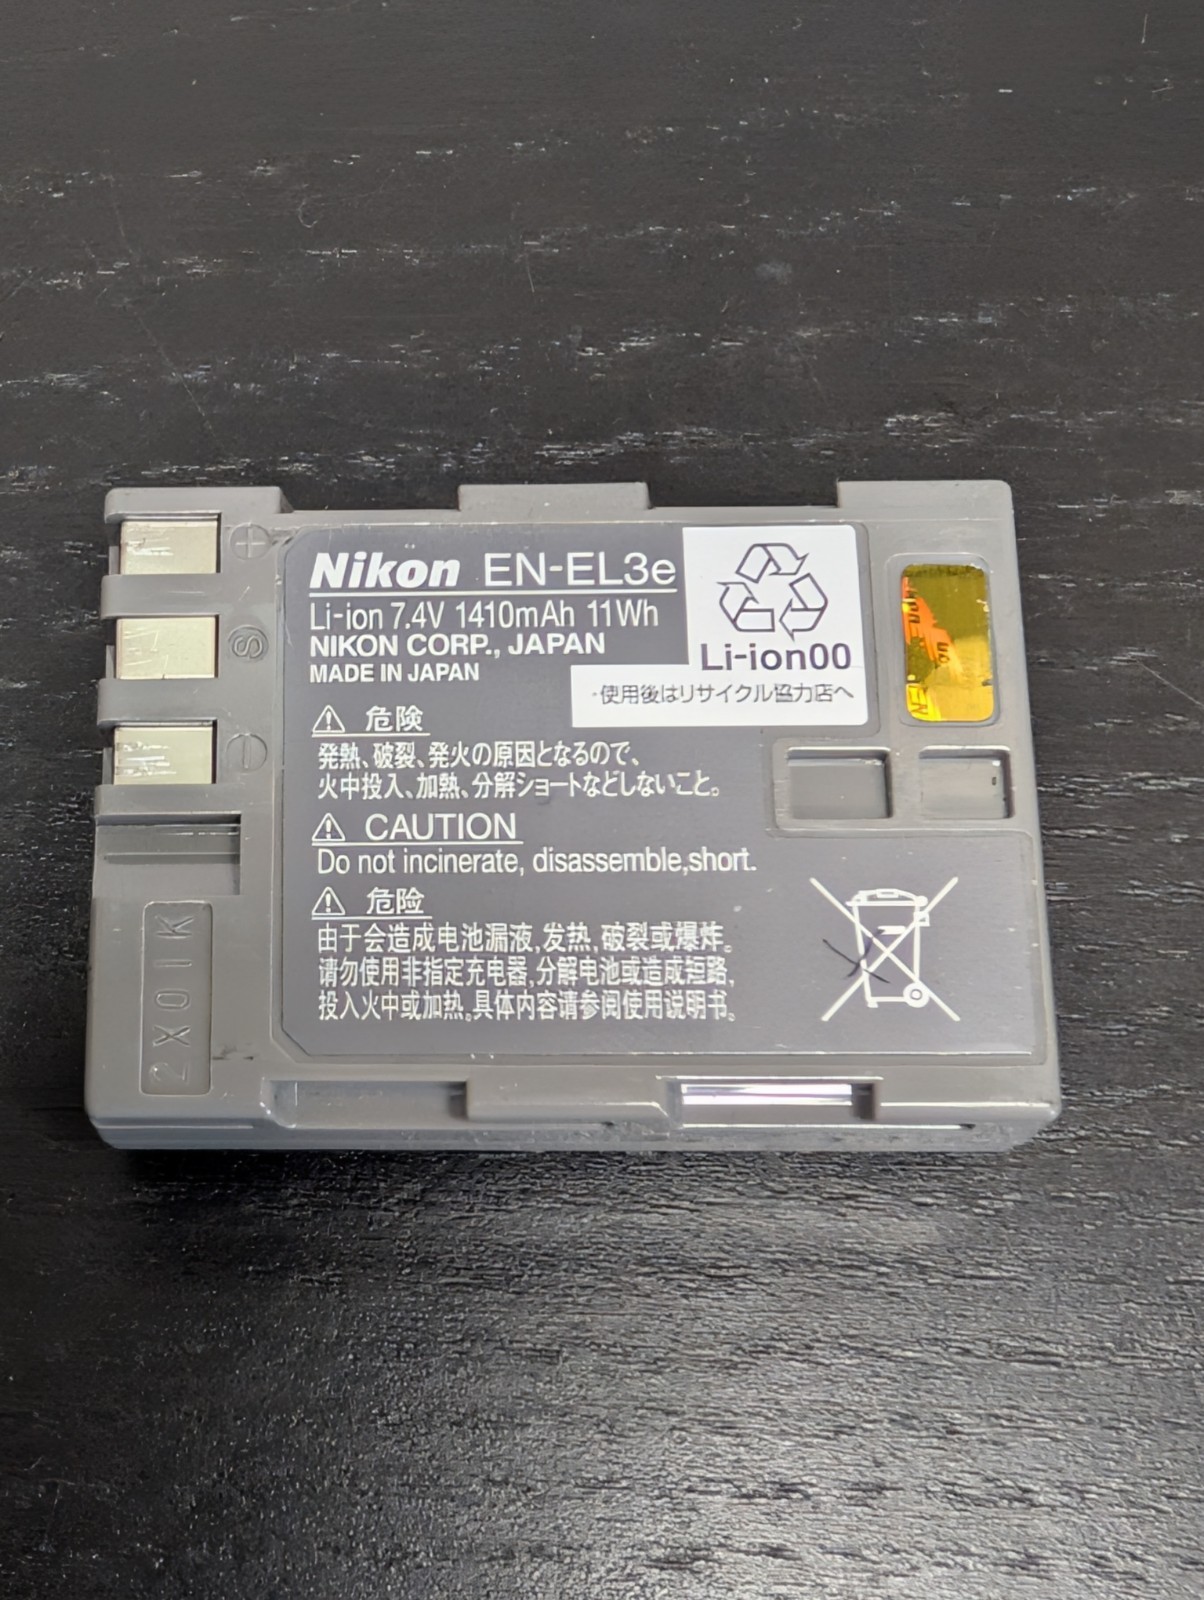 Nikon EN-EL3e
Li-ion 7.4V 1410mAh 11Wh
NIKON CORP., JAPAN
MADE IN JAPAN
Li-ion00
使用後はリサイクル協力店へ
⚠ 危険
発熱、破裂、発火の原因となるので、
火中投入、加熱、分解ショートなどしないこと。
⚠ CAUTION
Do not incinerate, disassemble,short.
⚠ 危险
由于会造成电池漏液,发热,破裂或爆炸。
请勿使用非指定充电器,分解电池或造成短路,
投入火中或加热。具体内容请参阅使用说明书。
+
S
−
2X01K